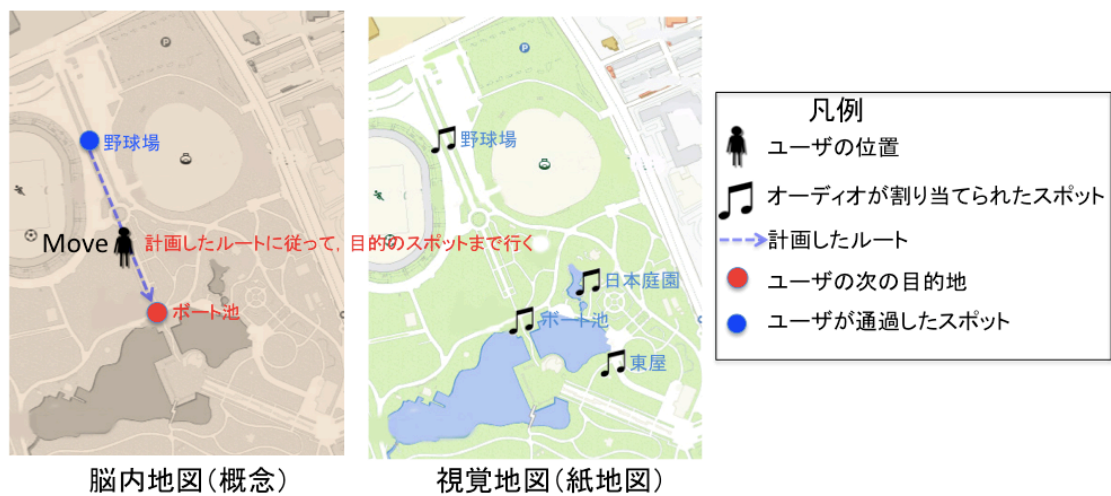 野球場
Move
計画したルートに従って，目的のスポットまで行く
ボート池
脳内地図（概念）
P
野球場
日本庭園
ボート池
東屋
視覚地図（紙地図）
凡例
ユーザの位置
オーディオが割り当てられたスポット
計画したルート
ユーザの次の目的地
ユーザが通過したスポット